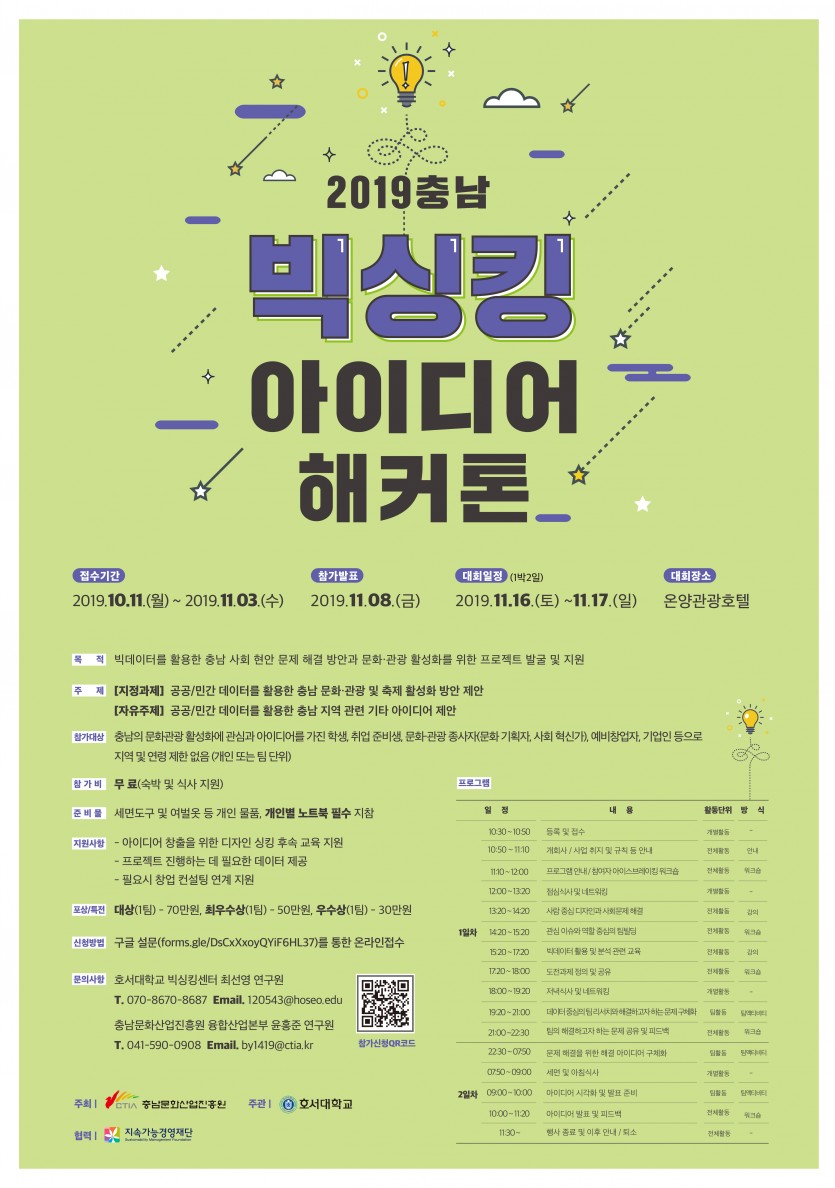 2019충남
빅싱킹
아이디어
해커톤
접수기간
2019.10.11.(월) ~ 2019.11.03.(수)
참가발표
2019.11.08.(금)
대회일정 (1박2일)
2019.11.16.(토) ~11.17.(일)
대회장소
온양관광호텔
목 적 빅데이터를 활용한 충남 사회 현안 문제 해결 방안과 문화·관광 활성화를 위한 프로젝트 발굴 및 지원
주 제 [지정과제] 공공/민간 데이터를 활용한 충남 문화·관광 및 축제 활성화 방안 제안
[자유주제] 공공/민간 데이터를 활용한 충남 지역 관련 기타 아이디어 제안
참가대상 충남의 문화관광 활성화에 관심과 아이디어를 가진 학생, 취업 준비생, 문화·관광 종사자(문화 기획자, 사회 혁신가), 예비창업자, 기업인 등으로
지역 및 연령 제한 없음 (개인 또는 팀 단위)
참 가 비 무 료(숙박 및 식사 지원)
준 비 물 세면도구 및 여벌옷 등 개인 물품, 개인별 노트북 필수 지참
지원사항 - 아이디어 창출을 위한 디자인 싱킹 후속 교육 지원
- 프로젝트 진행하는 데 필요한 데이터 제공
- 필요시 창업 컨설팅 연계 지원
포상/특전 대상(1팀) - 70만원, 최우수상(1팀) - 50만원, 우수상(1팀) - 30만원
신청방법 구글 설문(forms.gle/DsCxXxoyQYiF6HL37)를 통한 온라인접수
문의사항 호서대학교 빅싱킹센터 최선영 연구원
T. 070-8670-8687 Email. 120543@hoseo.edu
충남문화산업진흥원 융합산업본부 윤홍준 연구원
T. 041-590-0908 Email. by1419@ctia.kr
참가신청QR코드
주최 | CTIA 충남문화산업진흥원 주관 | 호서대학교
협력 | 지속가능경영재단
Sustainability Management Foundation
프로그램
일 정 내 용 활동단위 방 식
1일차
10:30~10:50 등록 및 접수 개별활동 -
10:50~11:10 개회사 / 사업 취지 및 규칙 등 안내 전체활동 안내
11:10~12:00 프로그램 안내 / 참여자 아이스브레이킹 워크숍 전체활동 워크숍
12:00~13:20 점심식사 및 네트워킹 개별활동 -
13:20~14:20 사람 중심 디자인과 사회문제 해결 전체활동 강의
14:20~15:20 관심 이슈와 역할 중심의 팀빌딩 전체활동 워크숍
15:20~17:20 빅데이터 활용 및 분석 관련 교육 전체활동 강의
17:20~18:00 도전과제 정의 및 공유 전체활동 워크숍
18:00~19:20 저녁식사 및 네트워킹 개별활동 -
19:20~21:00 데이터 중심의 팀 리서치와 해결하고자 하는 문제 구체화 팀활동 팀액티비티
21:00~22:30 팀의 해결하고자 하는 문제 공유 및 피드백 전체활동 워크숍
2일차
22:30~07:50 문제 해결을 위한 해결 아이디어 구체화 팀활동 팀액티비티
07:50~09:00 세면 및 아침식사 개별활동 -
09:00~10:00 아이디어 시각화 및 발표 준비 팀활동 팀액티비티
10:00~11:20 아이디어 발표 및 피드백 전체활동 워크숍
11:30~ 행사 종료 및 이후 안내 / 퇴소 전체활동 -